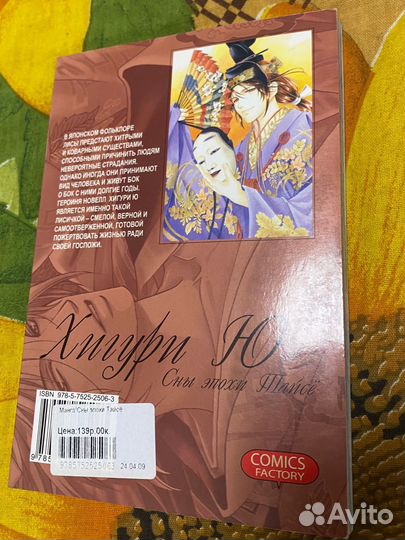 В ЯПОНСКОМ ФОЛЬКЛОРЕ
ЛИСЫ ПРЕДСТАЮТ ХИТРЫМИ
И КОВАРНЫМИ СУЩЕСТВАМИ,
СПОСОБНЫМИ ПРИЧИНИТЬ ЛЮДЯМ
НЕВЕРОЯТНЫЕ СТРАДАНИЯ.
ОДНАКО ИНОГДА ОНИ ПРИНИМАЮТ
ВИД ЧЕЛОВЕКА И ЖИВУТ БОК
О БОК С НИМИ ДОЛГИЕ ГОДЫ.
ГЕРОИНЯ НОВЕЛЛ ХИГУРИ Ю
ЯВЛЯЕТСЯ ИМЕННО ТАКОЙ
ЛИСИЧКОЙ – СМЕЛОЙ, ВЕРНОЙ И
САМООТВЕРЖЕННОЙ, ГОТОВОЙ
ПОЖЕРТВОВАТЬ ЖИЗНЬЮ РАДИ
СВОЕЙ ГОСПОЖИ.
Хигури Ю
Сны эпохи Тайсё
ISBN 978-5-7525-2506-3
Манга/Сны эпохи Тайсё
Цена:139р.00к.
9785752525063 24.04.09
COMICS
FACTORY
Avito